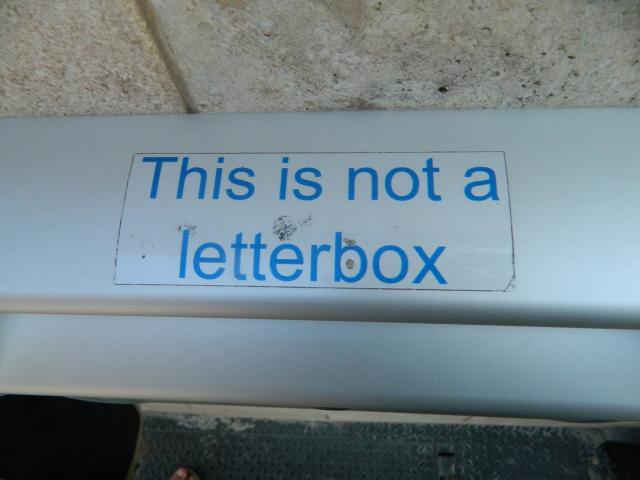 This is not a
letterbox